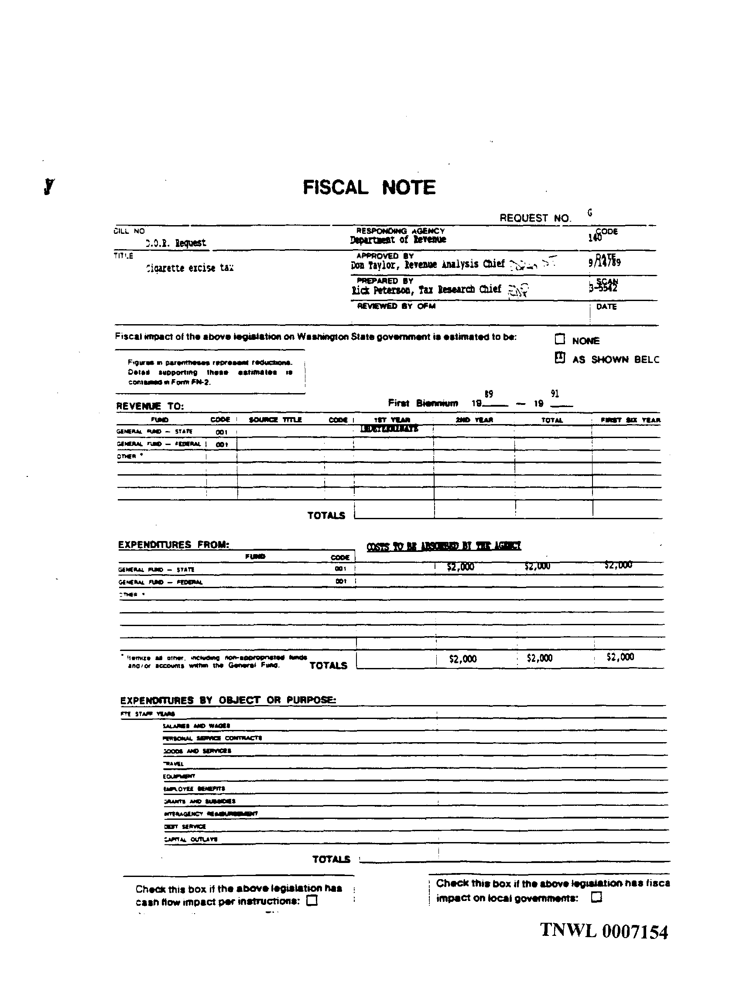 FISCAL NOTE
REQUEST NO. G
BILL NO RESPONDING AGENCY CODE
D.O.R. Request Department of Revenue 140
TITLE APPROVED BY DATE
Cigarette excise tax Don Taylor, Revenue Analysis Chief 9/14/89
PREPARED BY SCAN
Rick Peterson, Tax Research Chief
REVIEWED BY OFM DATE
Fiscal impact of the above legislation on Washington State government is estimated to be: NONE
AS SHOWN BELO
Figures in parentheses represent reductions.
Detail supporting these estimates is
contained in Form FN-2.
REVENUE TO: First Biennium 19 89 — 19 91
FUND CODE SOURCE TITLE CODE 1ST YEAR 2ND YEAR TOTAL FIRST SIX YEAR
GENERAL FUND — STATE 001 INDETERMINATE
GENERAL FUND — FEDERAL 001
OTHER *
TOTALS
EXPENDITURES FROM: COSTS TO BE ABSORBED BY THE AGENCY
FUND CODE
GENERAL FUND — STATE 001 $2,000 $2,000 $2,000
GENERAL FUND — FEDERAL 001
OTHER *
* Itemize all other, including non-appropriated funds
and/or accounts within the General Fund. TOTALS $2,000 $2,000 $2,000
EXPENDITURES BY OBJECT OR PURPOSE:
FTE STAFF YEARS
SALARIES AND WAGES
PERSONAL SERVICE CONTRACTS
GOODS AND SERVICES
TRAVEL
EQUIPMENT
EMPLOYEE BENEFITS
GRANTS AND SUBSIDIES
INTERAGENCY REIMBURSEMENT
DEBT SERVICE
CAPITAL OUTLAYS
TOTALS
Check this box if the above legislation has Check this box if the above legislation has fisca
cash flow impact per instructions: impact on local governments:
TNWL 0007154